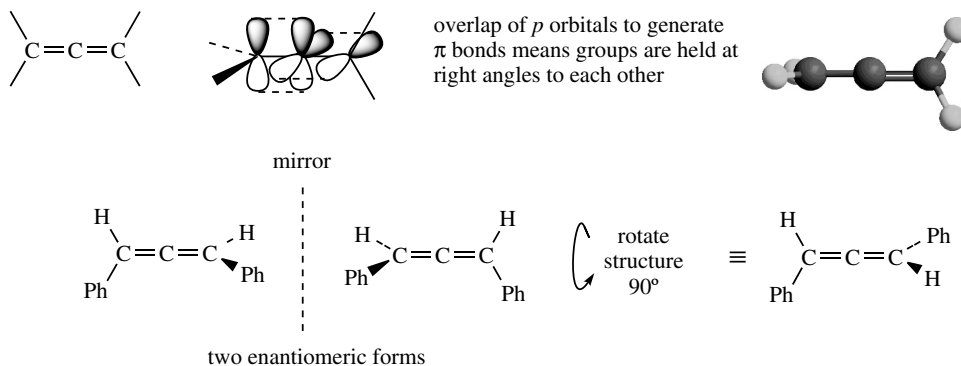 C=C=C
overlap of p orbitals to generate
π bonds means groups are held at
right angles to each other
mirror
H
C=C=C
H
Ph
Ph
H
C=C=C
H
Ph
Ph
rotate
structure
90º
≡
H
C=C=C
Ph
Ph
H
two enantiomeric forms